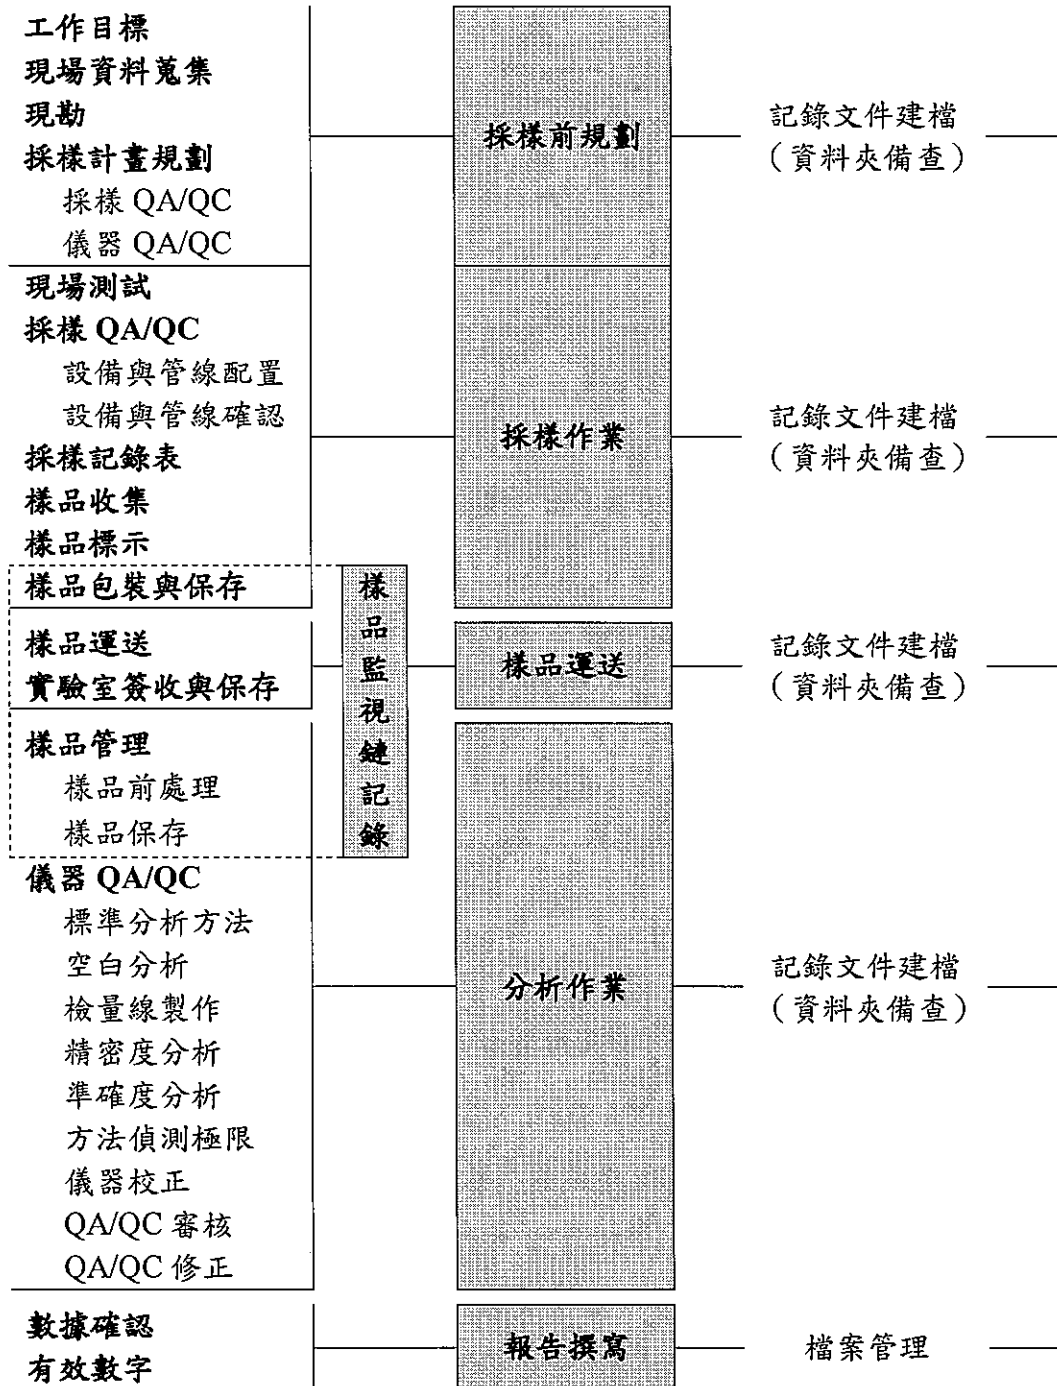 工作目標
現場資料蒐集
現勘
採樣計畫規劃
採樣 QA/QC
儀器 QA/QC
採樣前規劃
記錄文件建檔
（資料夾備查）
現場測試
採樣 QA/QC
設備與管線配置
設備與管線確認
採樣記錄表
樣品收集
樣品標示
樣品包裝與保存
採樣作業
記錄文件建檔
（資料夾備查）
樣品監視鏈記錄
樣品運送
實驗室簽收與保存
樣品運送
記錄文件建檔
（資料夾備查）
樣品管理
樣品前處理
樣品保存
儀器 QA/QC
標準分析方法
空白分析
檢量線製作
精密度分析
準確度分析
方法偵測極限
儀器校正
QA/QC 審核
QA/QC 修正
分析作業
記錄文件建檔
（資料夾備查）
數據確認
有效數字
報告撰寫
檔案管理